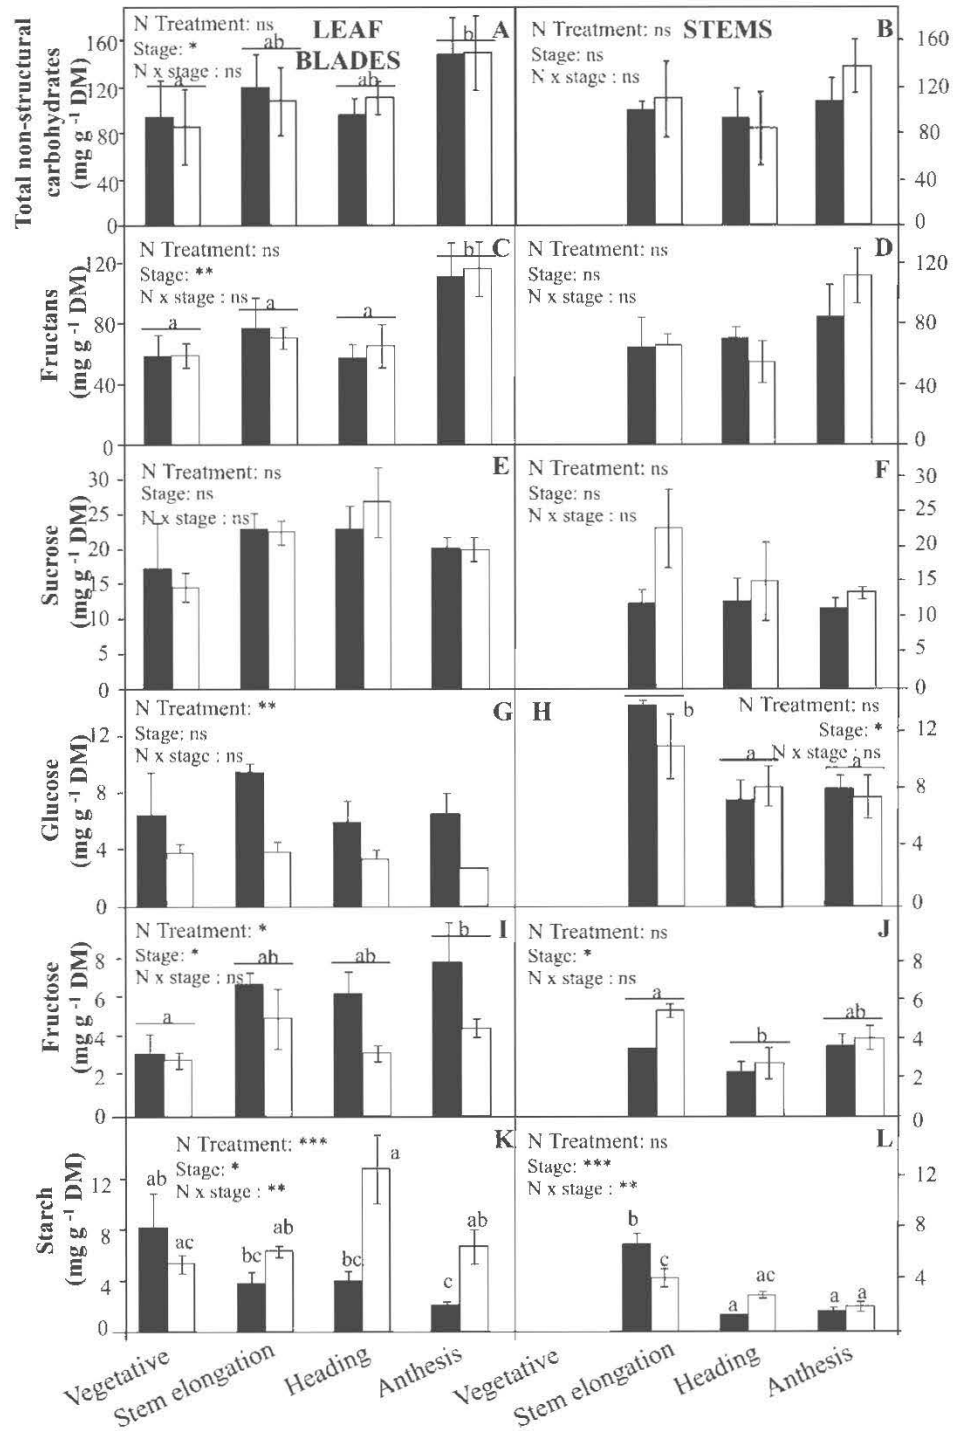 N Treatment: ns
Stage: *
N x stage : ns
LEAF
BLADES
A
a
ab
ab
b
160
120
80
40
0
Total non-structural
carbohydrates
(mg g -1 DM)
N Treatment: ns
Stage: ns
N x stage : ns
STEMS
B
160
120
80
40
0
N Treatment: ns
Stage: **
N x stage : ns
C
a
a
a
b
120
80
40
0
Fructans
(mg g -1 DM)
N Treatment: ns
Stage: ns
N x stage : ns
D
120
80
40
0
N Treatment: ns
Stage: ns
N x stage : ns
E
30
25
20
15
10
5
0
Sucrose
(mg g -1 DM)
N Treatment: ns
Stage: ns
N x stage : ns
F
30
25
20
15
10
5
0
N Treatment: **
Stage: ns
N x stage : ns
G
12
8
4
0
Glucose
(mg g -1 DM)
H
N Treatment: ns
Stage: *
N x stage : ns
b
a
a
12
8
4
0
N Treatment: *
Stage: *
N x stage : ns
I
a
ab
ab
b
8
6
4
2
0
Fructose
(mg g -1 DM)
N Treatment: ns
Stage: *
N x stage : ns
J
a
b
ab
8
6
4
2
0
N Treatment: ***
Stage: *
N x stage : **
K
ab
ac
bc
ab
bc
a
c
ab
12
8
4
0
Starch
(mg g -1 DM)
N Treatment: ns
Stage: ***
N x stage : **
L
b
c
a
ac
a
a
12
8
4
Vegetative
Stem elongation
Heading
Anthesis
Vegetative
Stem elongation
Heading
Anthesis